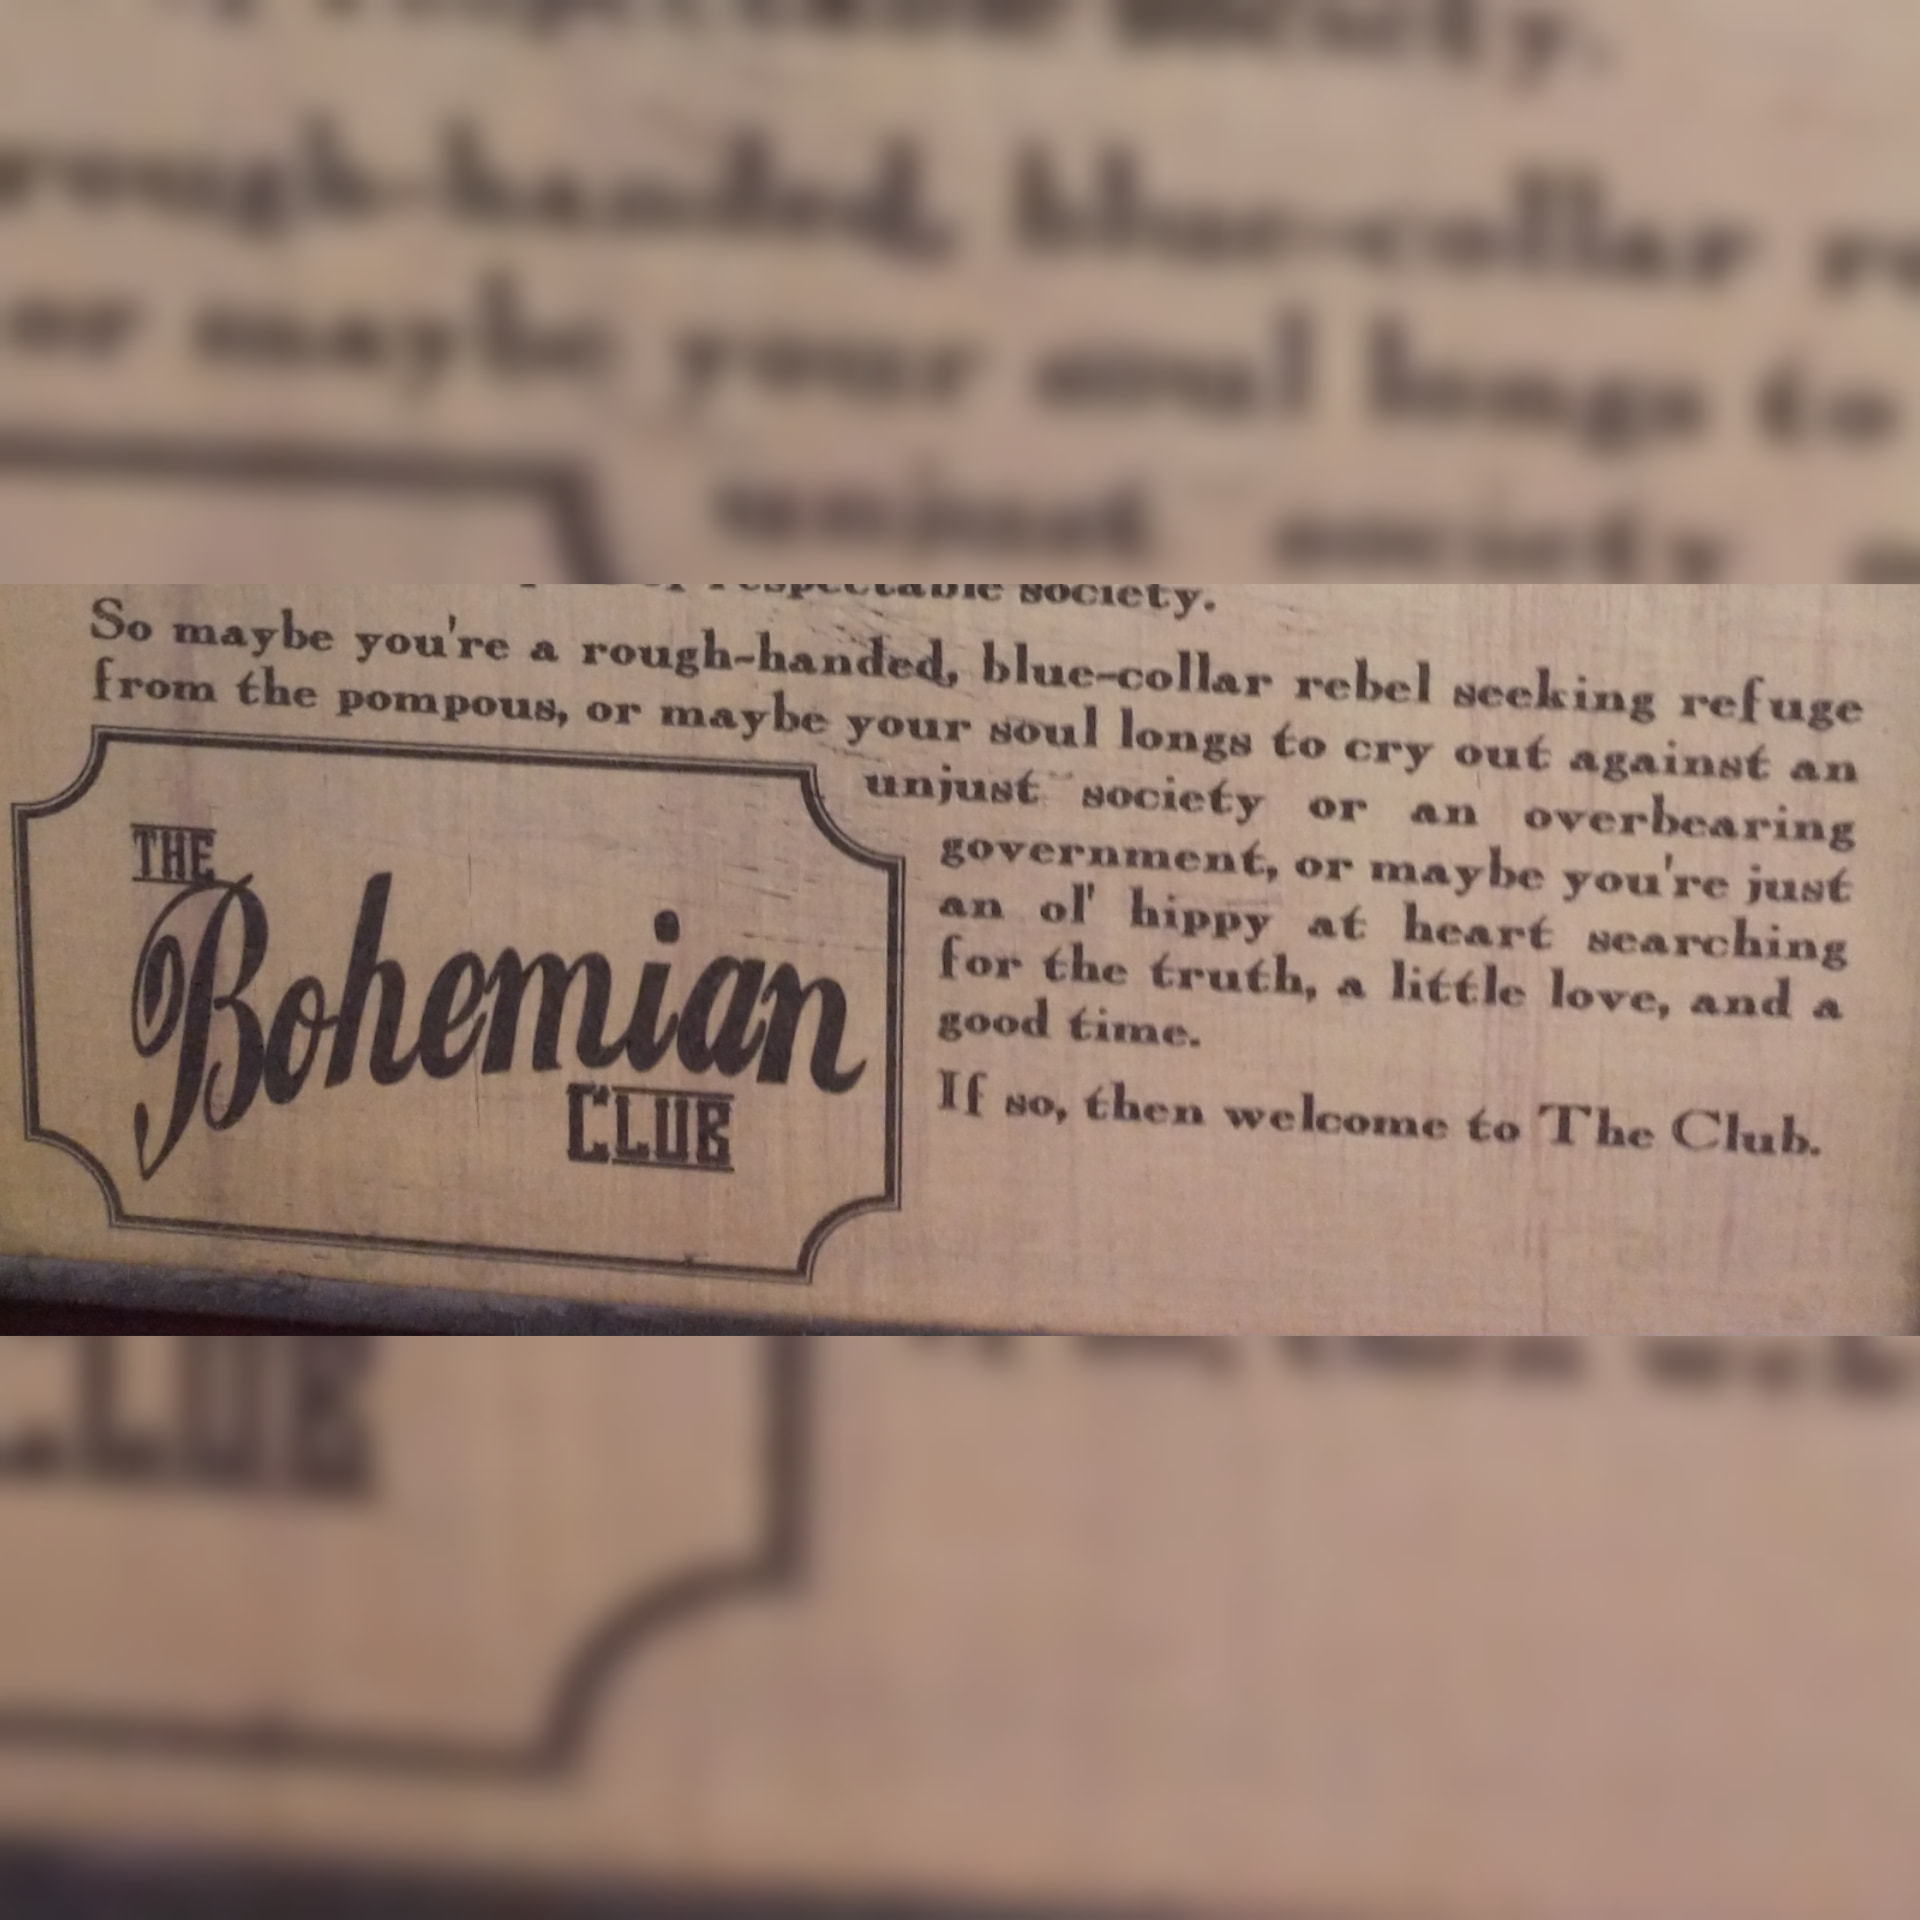 respectable society.
So maybe you're a rough-handed, blue-collar rebel seeking refuge
from the pompous, or maybe your soul longs to cry out against an
unjust society or an overbearing
government, or maybe you're just
an ol' hippy at heart searching
for the truth, a little love, and a
good time.
If so, then welcome to The Club.
THE
Bohemian
CLUB